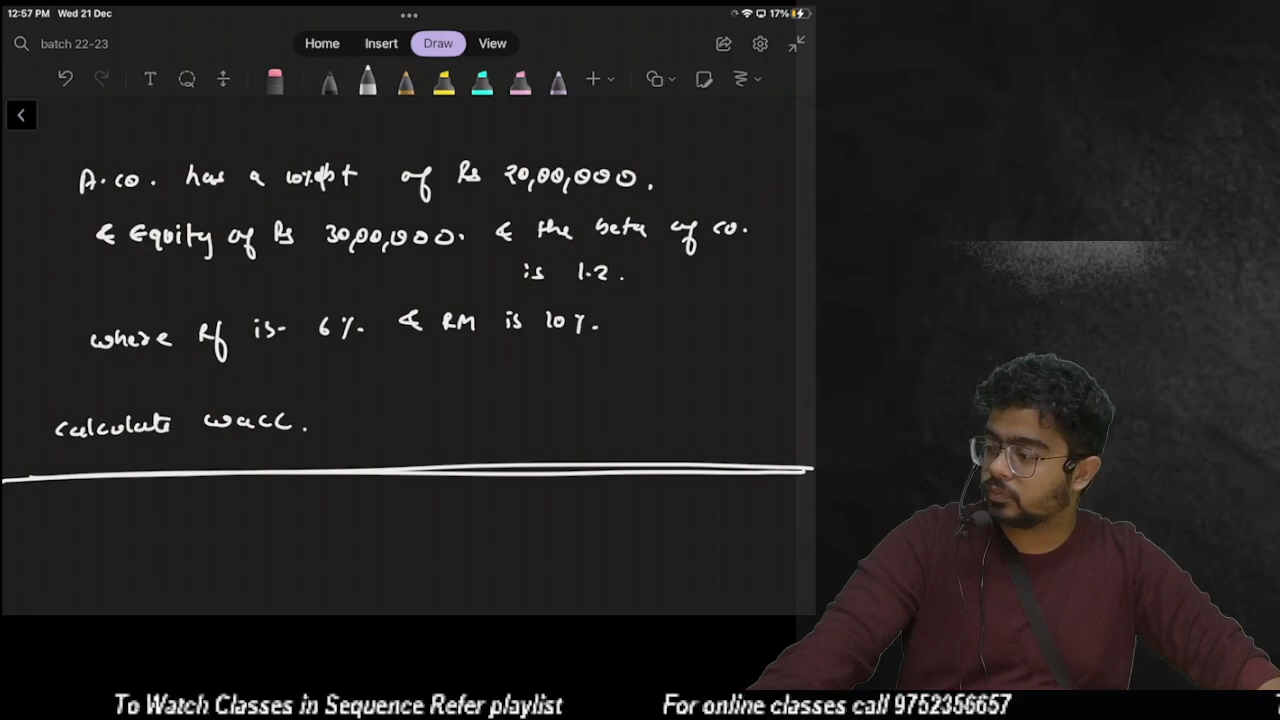 12:57 PM Wed 21 Dec
17%
batch 22-23
Home Insert Draw View
A. co. has a 10% dbt of Rs 20,00,000.
& Equity of Rs 30,00,000. & the beta of co.
is 1.2.
where Rf is 6%. & RM is 10%.
calculate wacc.
To Watch Classes in Sequence Refer playlist For online classes call 9752356657